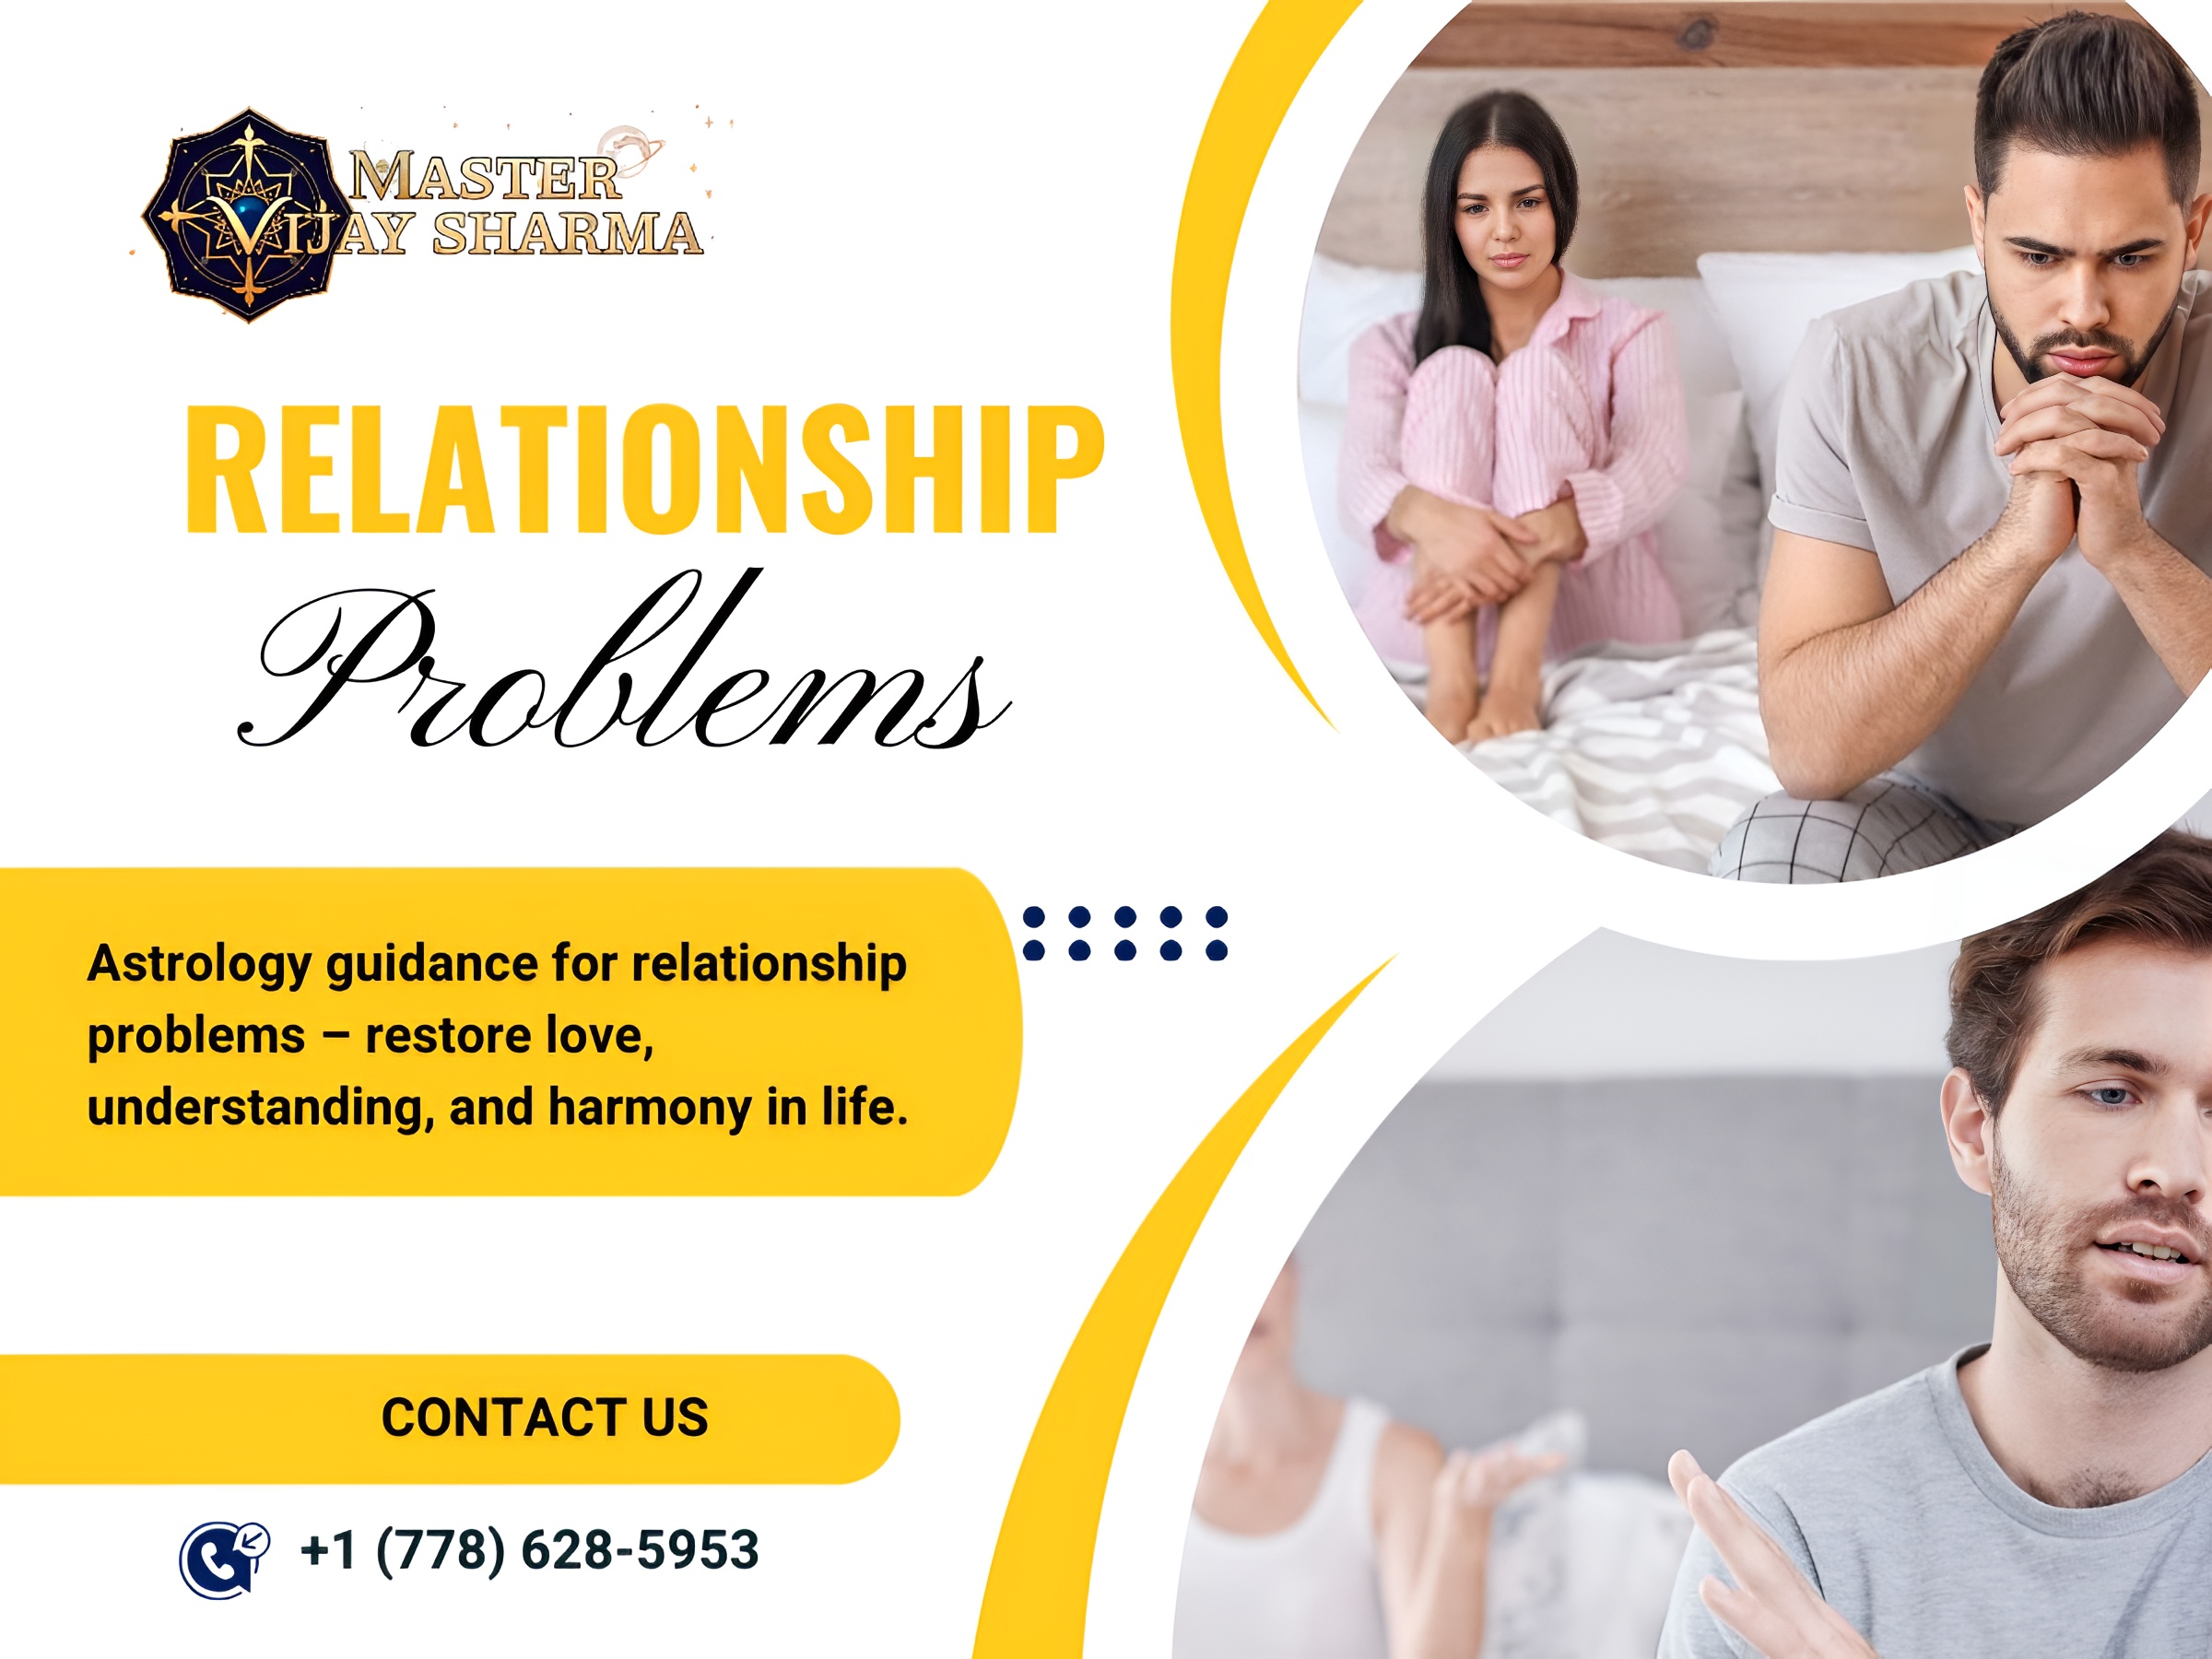 MASTER
VIJAY SHARMA
RELATIONSHIP
Problems
Astrology guidance for relationship
problems – restore love,
understanding, and harmony in life.
CONTACT US
+1 (778) 628-5953